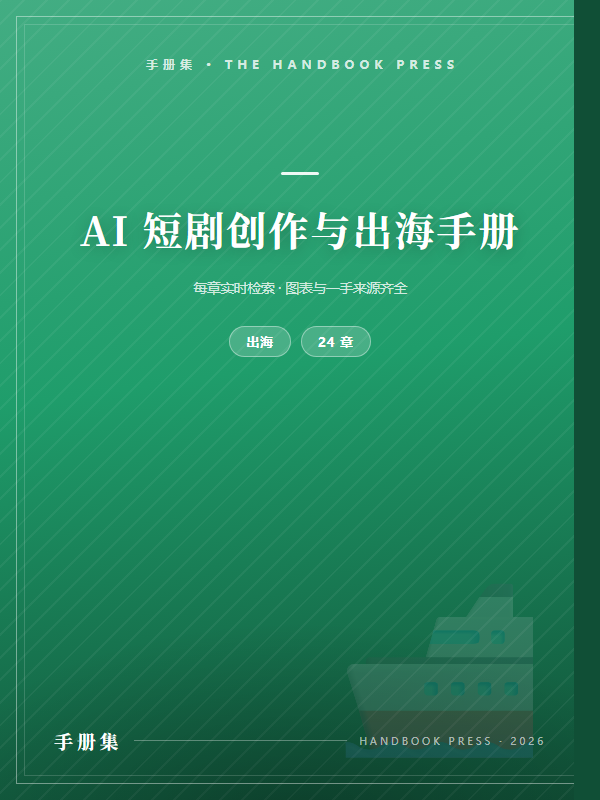 手册集 • THE HANDBOOK PRESS
AI 短剧创作与出海手册
每章实时检索 · 图表与一手来源齐全
出海
24 章
手册集
HANDBOOK PRESS · 2026